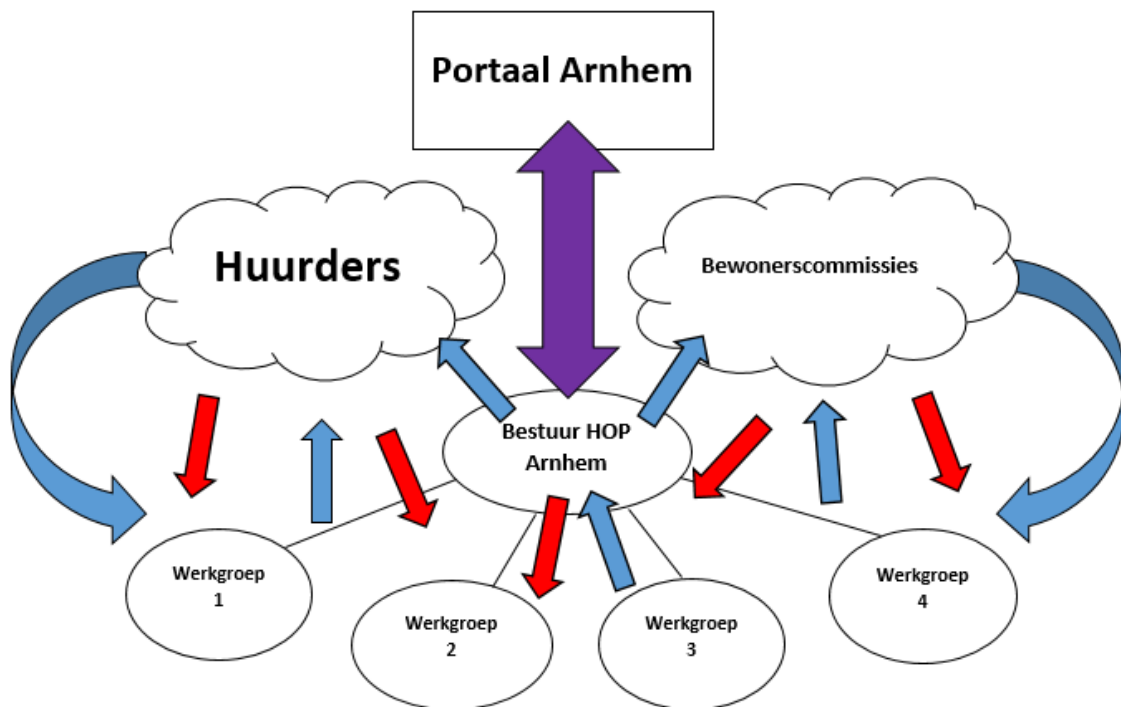 Portaal Arnhem
Huurders
Bewonerscommissies
Bestuur HOP
Arnhem
Werkgroep
1
Werkgroep
2
Werkgroep
3
Werkgroep
4